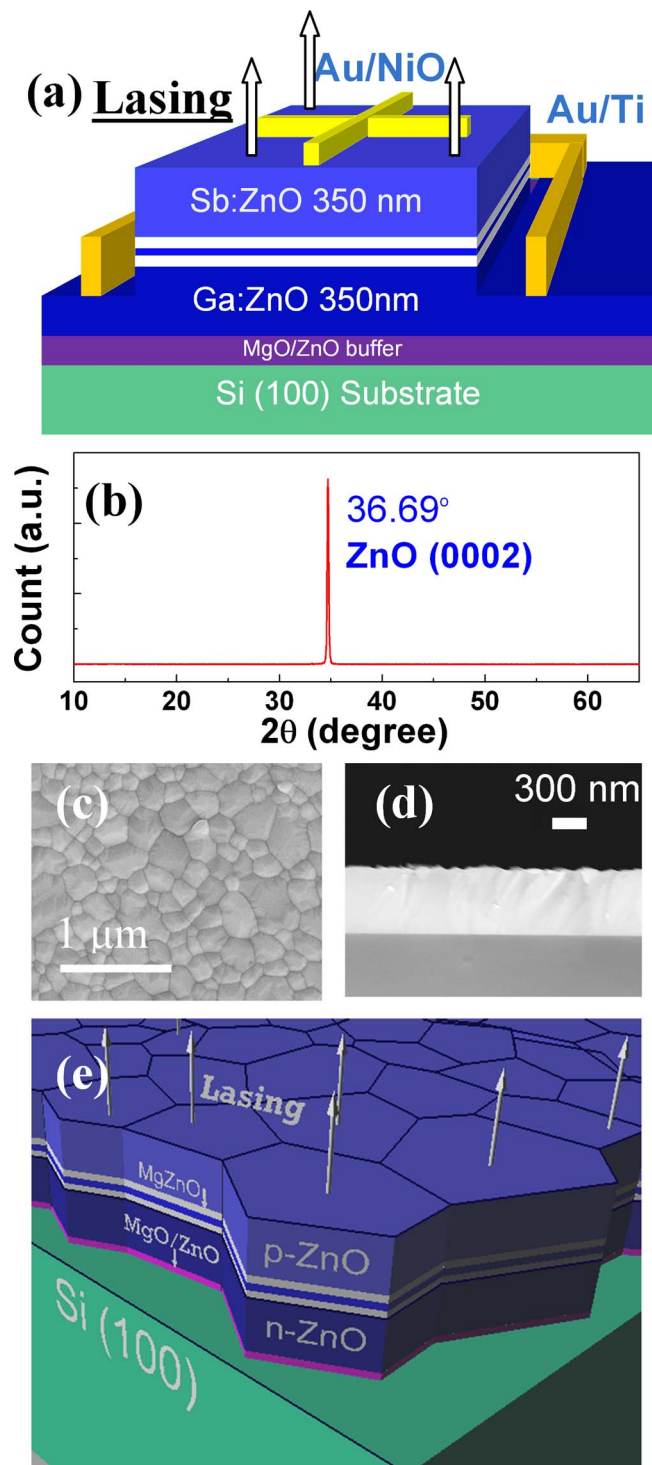 (a) Lasing
Au/NiO
Au/Ti
Sb:ZnO 350 nm
Ga:ZnO 350nm
MgO/ZnO buffer
Si (100) Substrate
(b)
36.69°
ZnO (0002)
Count (a.u.)
10 20 30 40 50 60
2θ (degree)
(c)
1 μm
(d)
300 nm
(e)
Lasing
MgZnO
MgO/ZnO
p-ZnO
n-ZnO
Si (100)